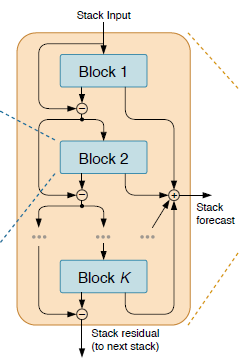 Stack Input
Block 1
Block 2
Stack
forecast
Block K
Stack residual
(to next stack)